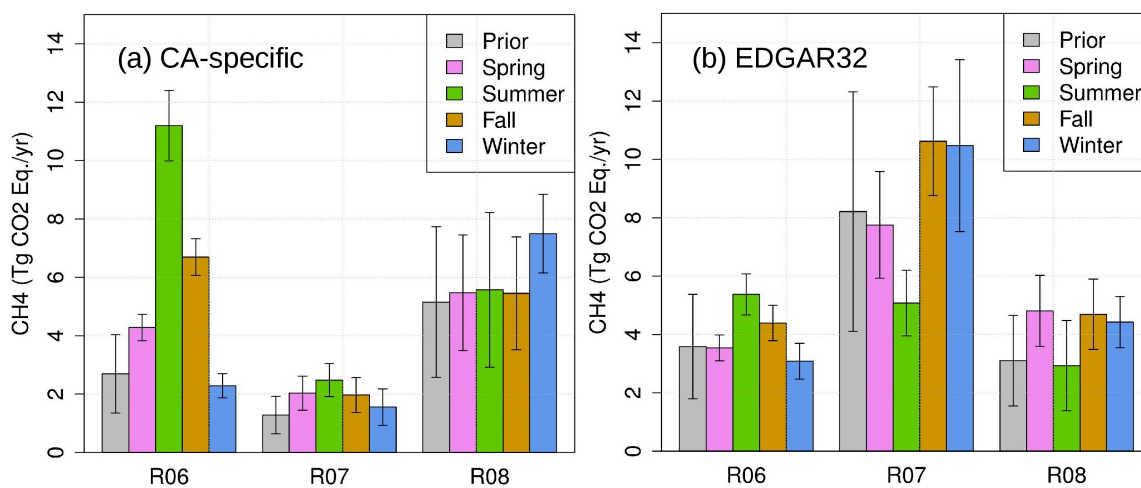 (a) CA-specific
Prior
Spring
Summer
Fall
Winter
CH4 (Tg CO2 Eq./yr)
0
2
4
6
8
10
12
14
R06
R07
R08
(b) EDGAR32
Prior
Spring
Summer
Fall
Winter
CH4 (Tg CO2 Eq./yr)
0
2
4
6
8
10
12
14
R06
R07
R08